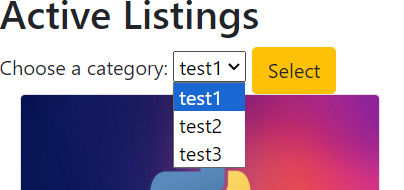 Active Listings
Choose a category: test1 Select
test1
test2
test3